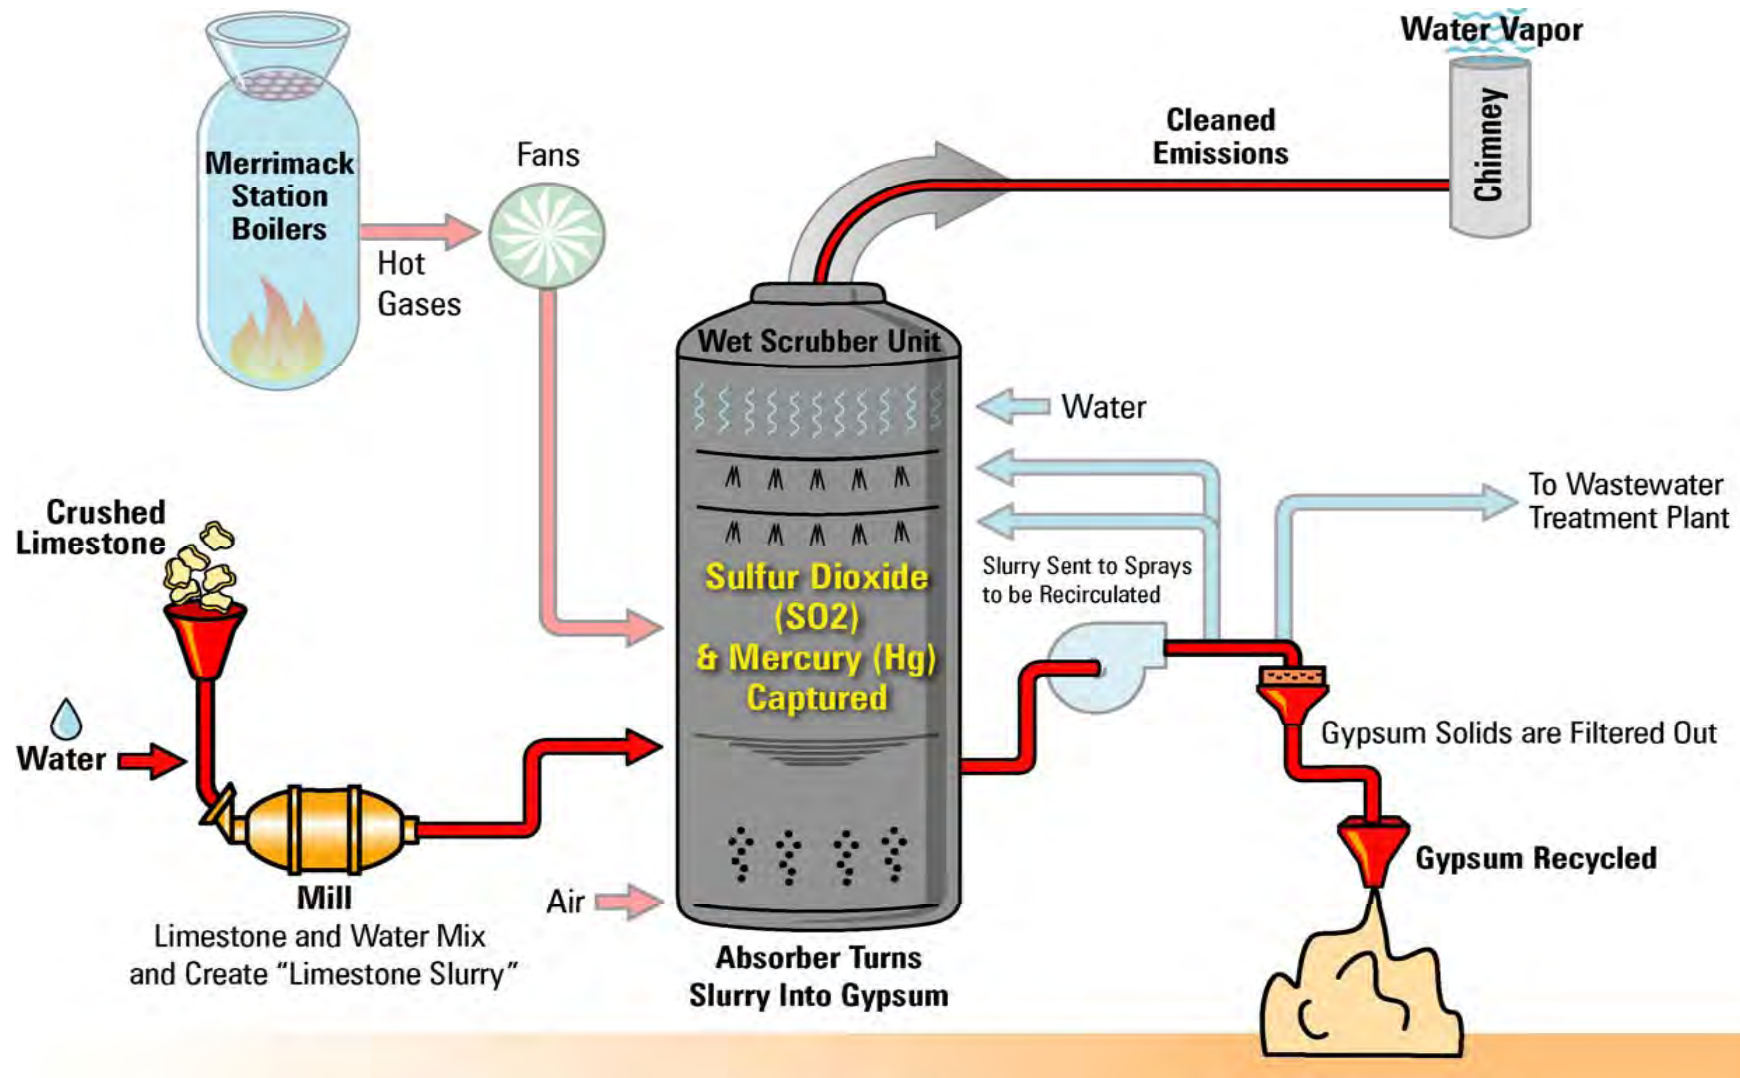 Water Vapor
Chimney
Cleaned
Emissions
Merrimack
Station
Boilers
Fans
Hot
Gases
Wet Scrubber Unit
Water
To Wastewater
Treatment Plant
Crushed
Limestone
Slurry Sent to Sprays
to be Recirculated
Sulfur Dioxide
(SO2)
& Mercury (Hg)
Captured
Water
Gypsum Solids are Filtered Out
Gypsum Recycled
Mill
Limestone and Water Mix
and Create “Limestone Slurry”
Air
Absorber Turns
Slurry Into Gypsum